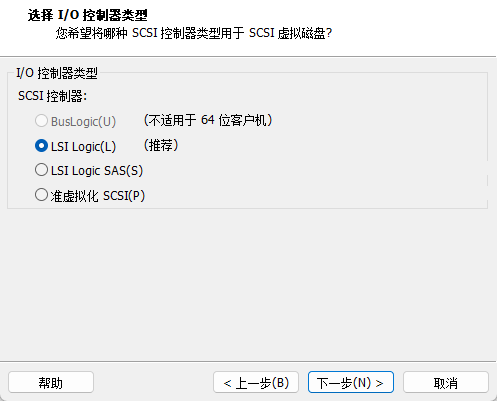 选择 I/O 控制器类型
您希望将哪种 SCSI 控制器类型用于 SCSI 虚拟磁盘?
I/O 控制器类型
SCSI 控制器:
BusLogic(U) （不适用于 64 位客户机）
LSI Logic(L) （推荐）
LSI Logic SAS(S)
准虚拟化 SCSI(P)
帮助 < 上一步(B) 下一步(N) > 取消